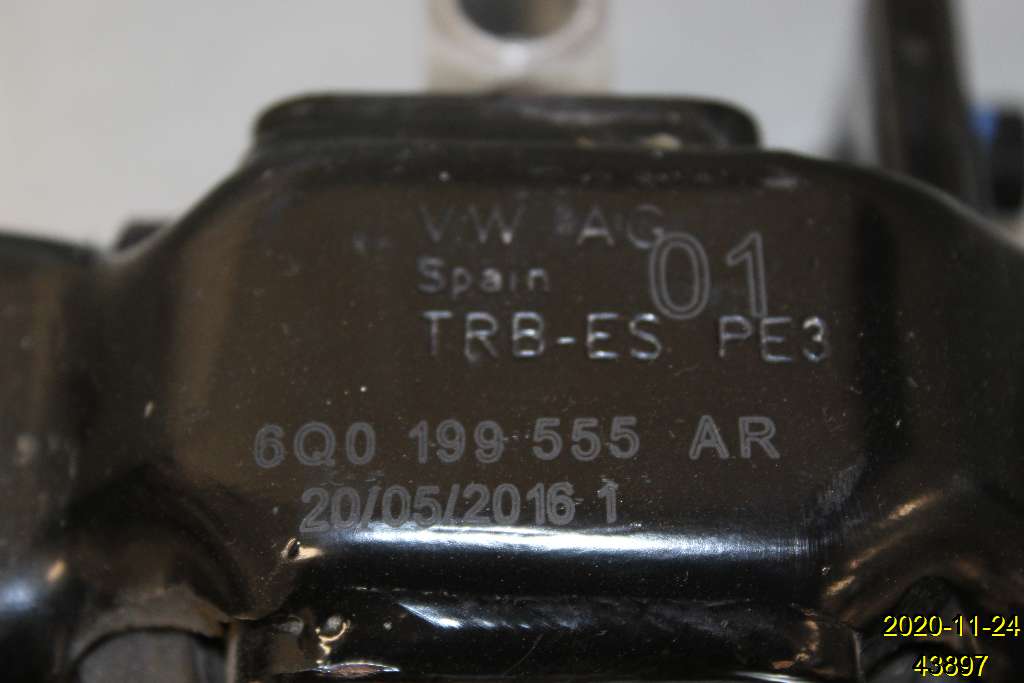 VW AG
01
Spain
TRB-ES PE3
6Q0 199 555 AR
20/05/2016 1
2020-11-24
43897